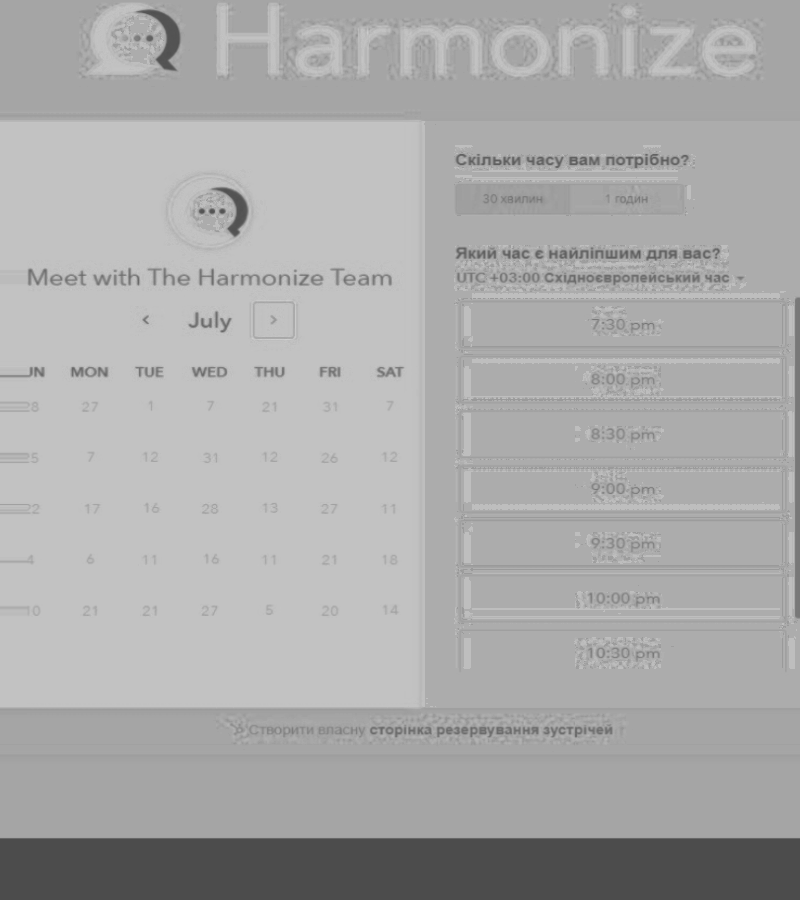 Harmonize
Meet with The Harmonize Team
July
UN MON TUE WED THU FRI SAT
8 27 1 7 21 31 7
5 7 12 31 12 26 12
2 17 16 28 13 27 11
4 6 11 16 11 21 18
0 21 21 27 5 20 14
Скільки часу вам потрібно?
30 хвилин 1 годин
Який час є найліпшим для вас?
UTC +03:00 Східноєвропейський час
7:30 pm
8:00 pm
8:30 pm
9:00 pm
9:30 pm
10:00 pm
10:30 pm
Створити власну сторінка резервування зустрічей